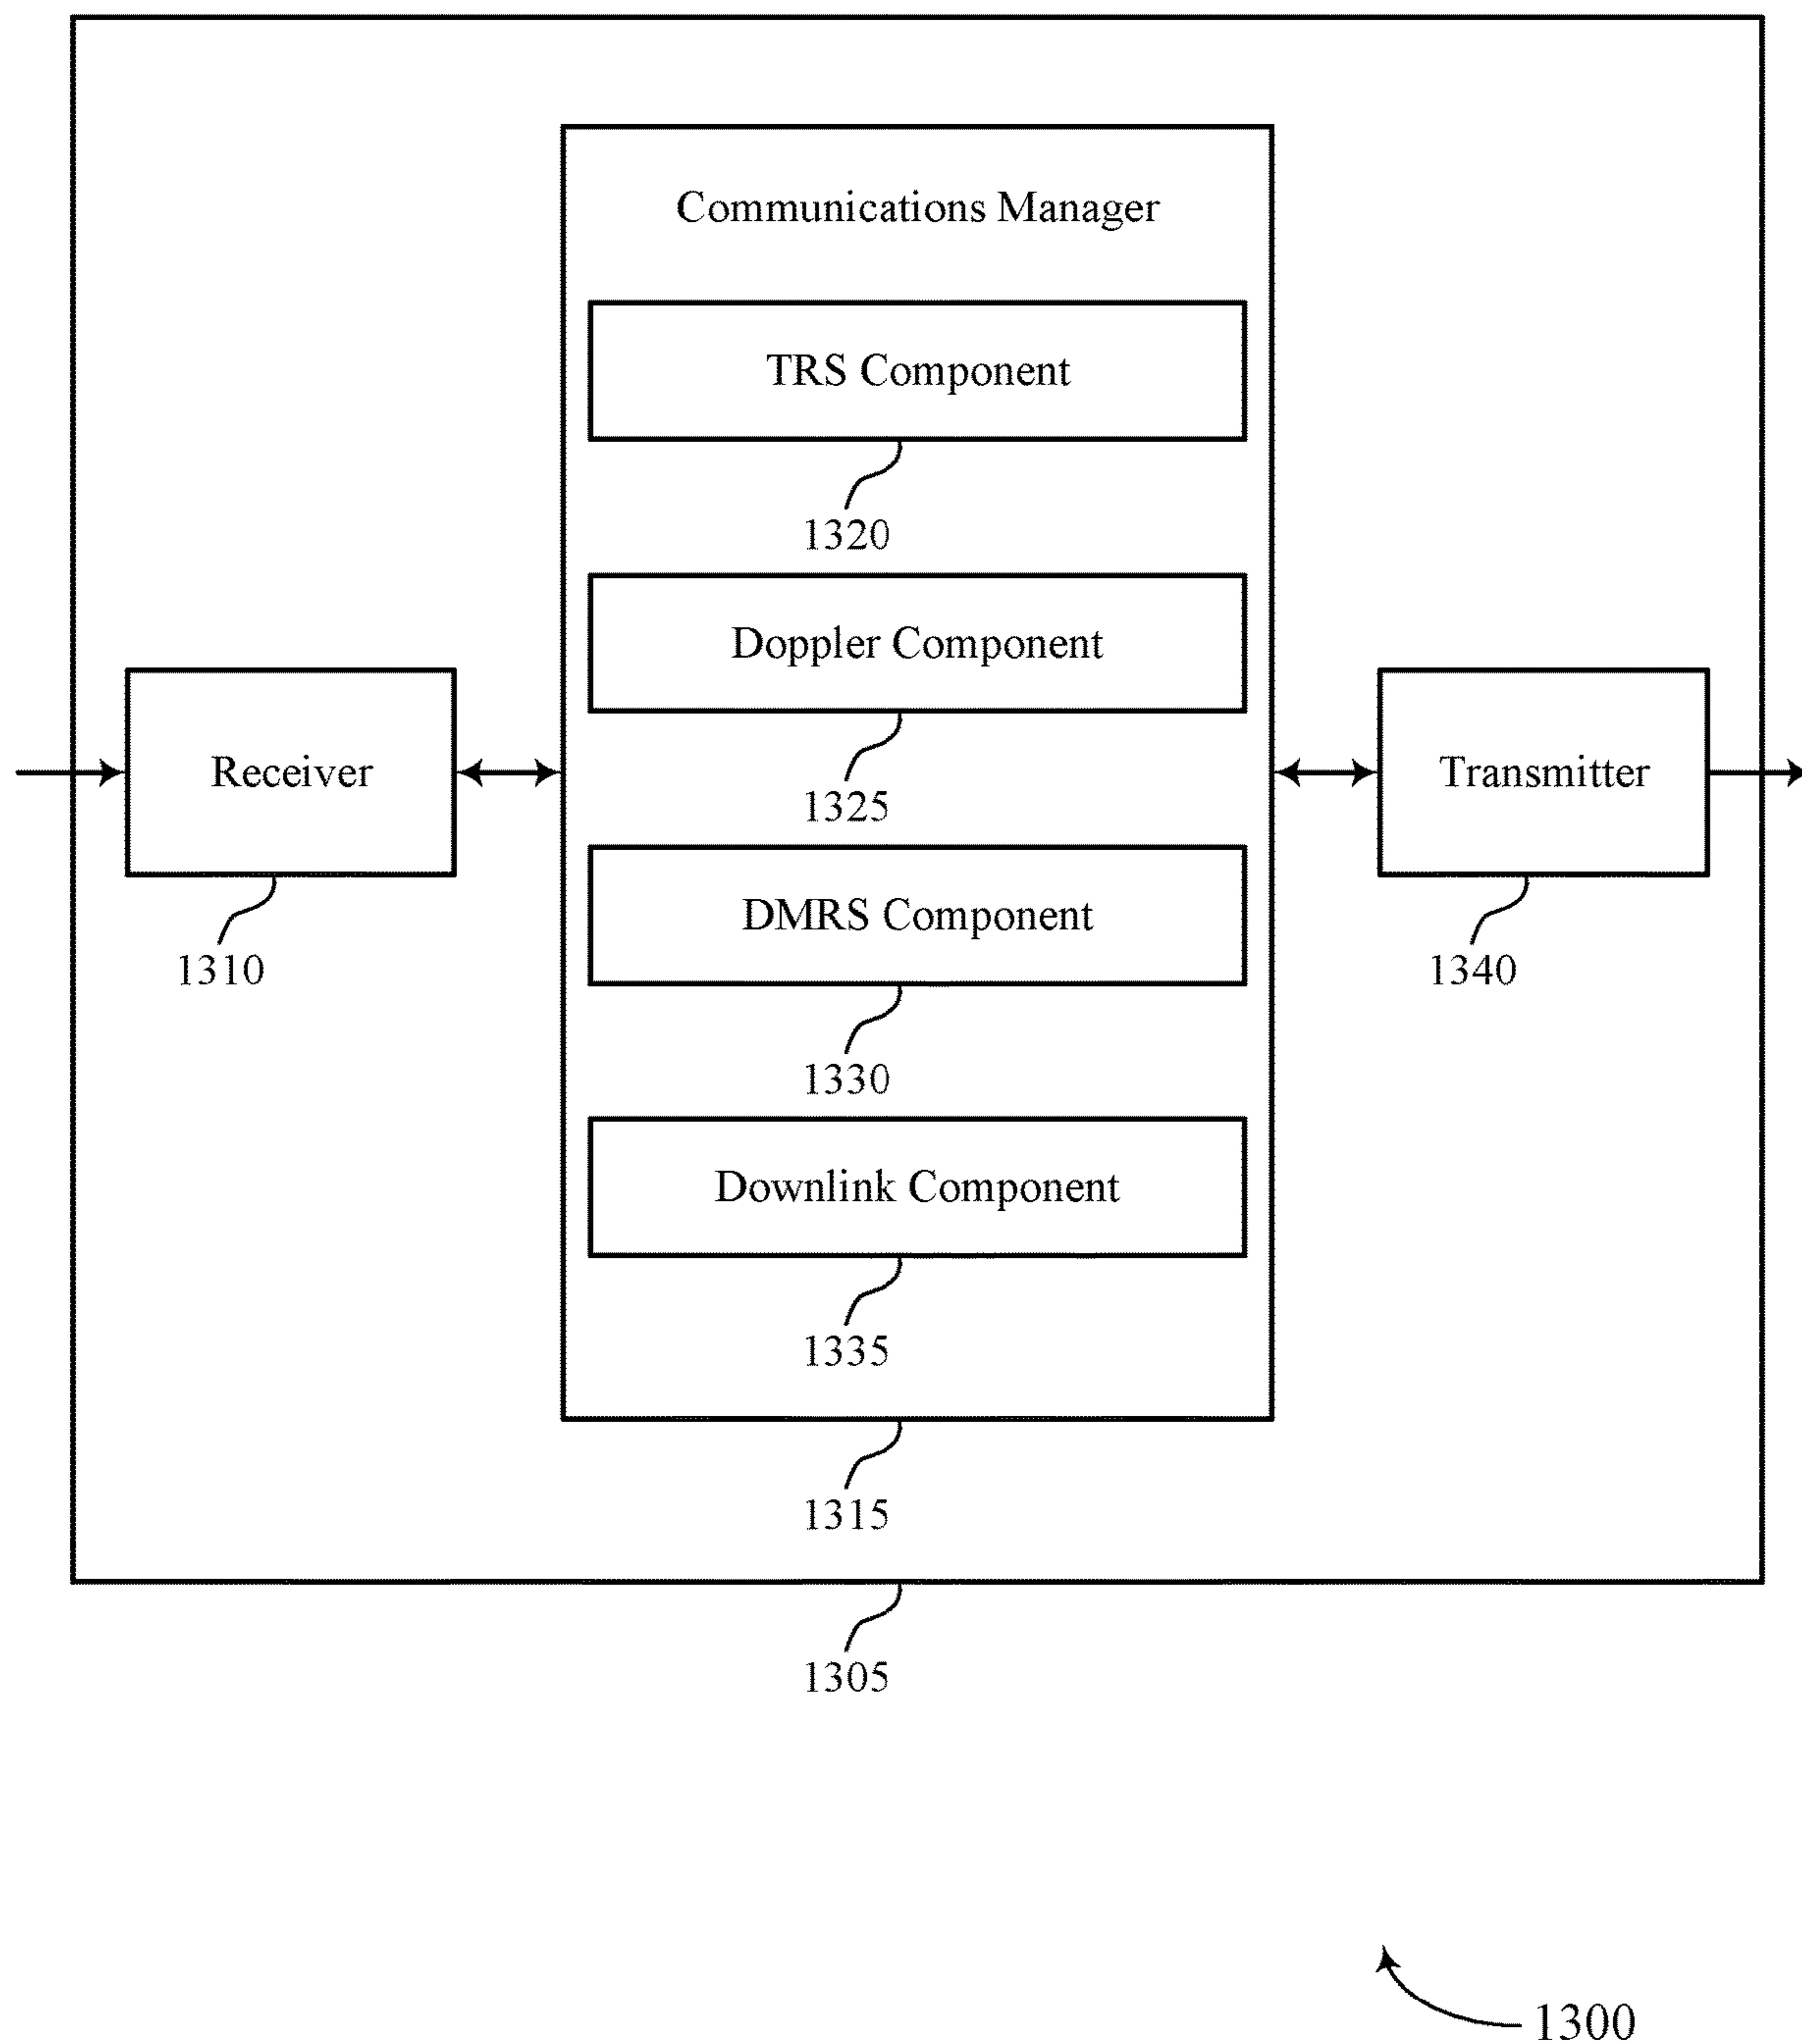 Communications Manager
TRS Component
1320
Doppler Component
1325
Receiver
1310
DMRS Component
1330
Transmitter
1340
Downlink Component
1335
1315
1305
1300